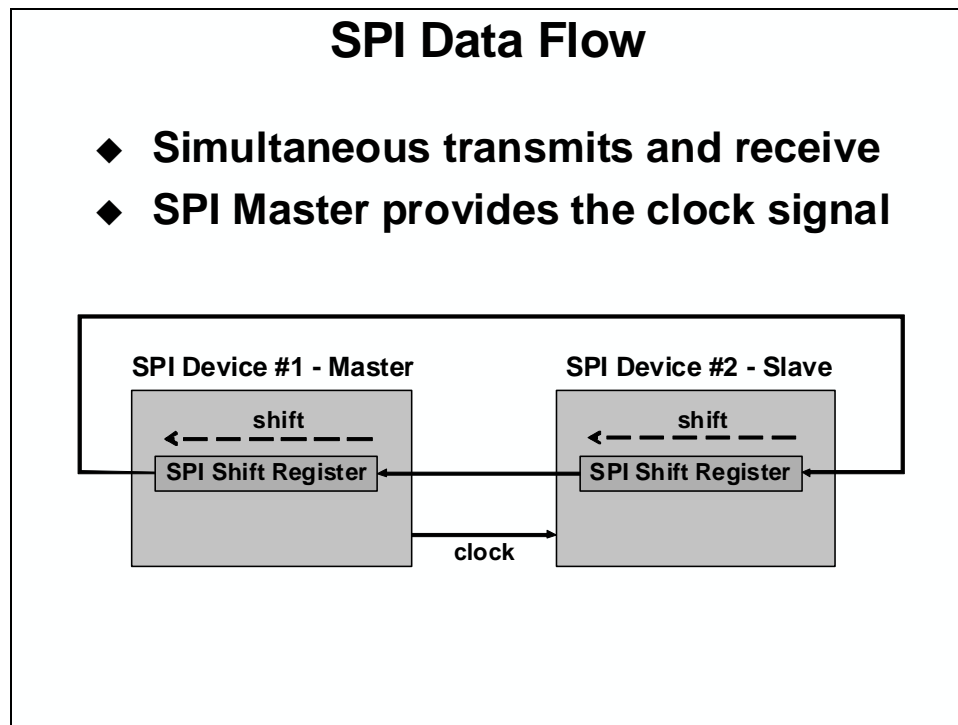 SPI Data Flow
◆ Simultaneous transmits and receive
◆ SPI Master provides the clock signal
SPI Device #1 - Master
SPI Device #2 - Slave
shift
shift
SPI Shift Register
SPI Shift Register
clock